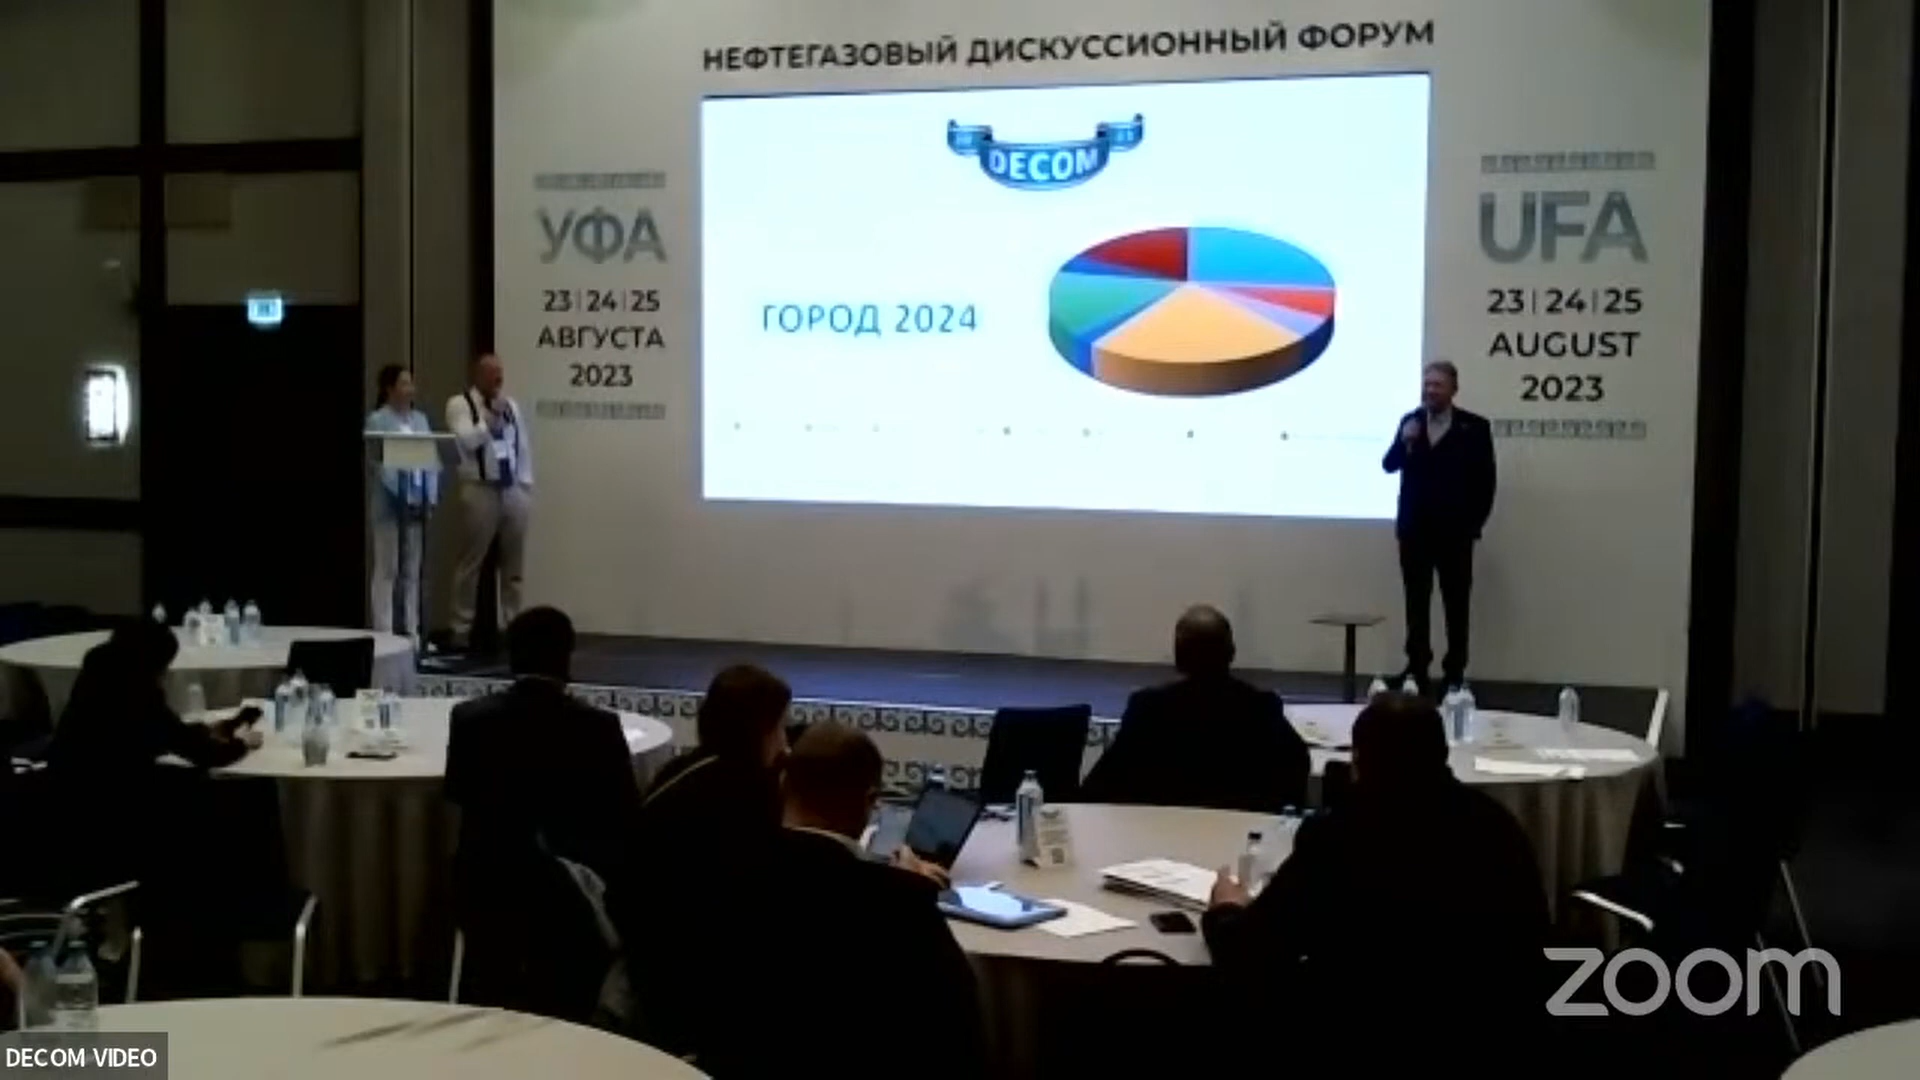 НЕФТЕГАЗОВЫЙ ДИСКУССИОННЫЙ ФОРУМ
DECOM
ГОРОД 2024
УФА
23|24|25
АВГУСТА
2023
UFA
23|24|25
AUGUST
2023
zoom
DECOM VIDEO